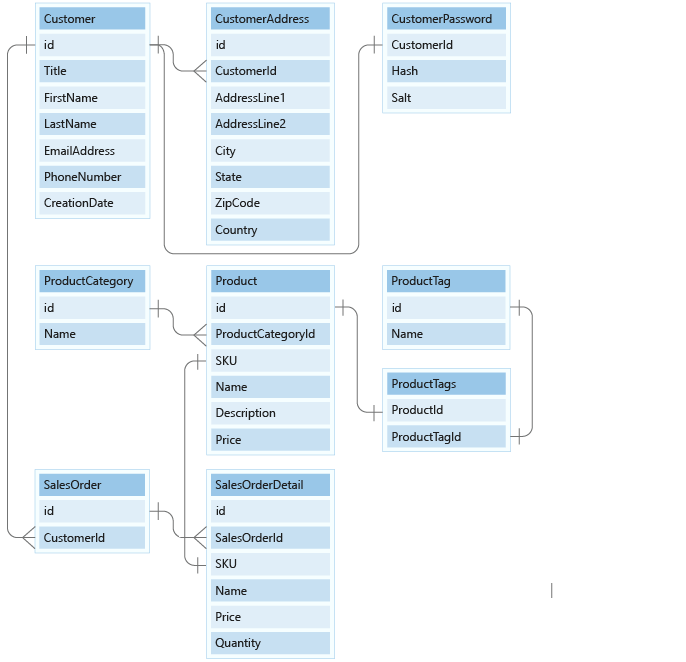 Customer
id
Title
FirstName
LastName
EmailAddress
PhoneNumber
CreationDate
CustomerAddress
id
CustomerId
AddressLine1
AddressLine2
City
State
ZipCode
Country
CustomerPassword
CustomerId
Hash
Salt
ProductCategory
id
Name
Product
id
ProductCategoryId
SKU
Name
Description
Price
ProductTag
id
Name
ProductTags
ProductId
ProductTagId
SalesOrder
id
CustomerId
SalesOrderDetail
id
SalesOrderId
SKU
Name
Price
Quantity